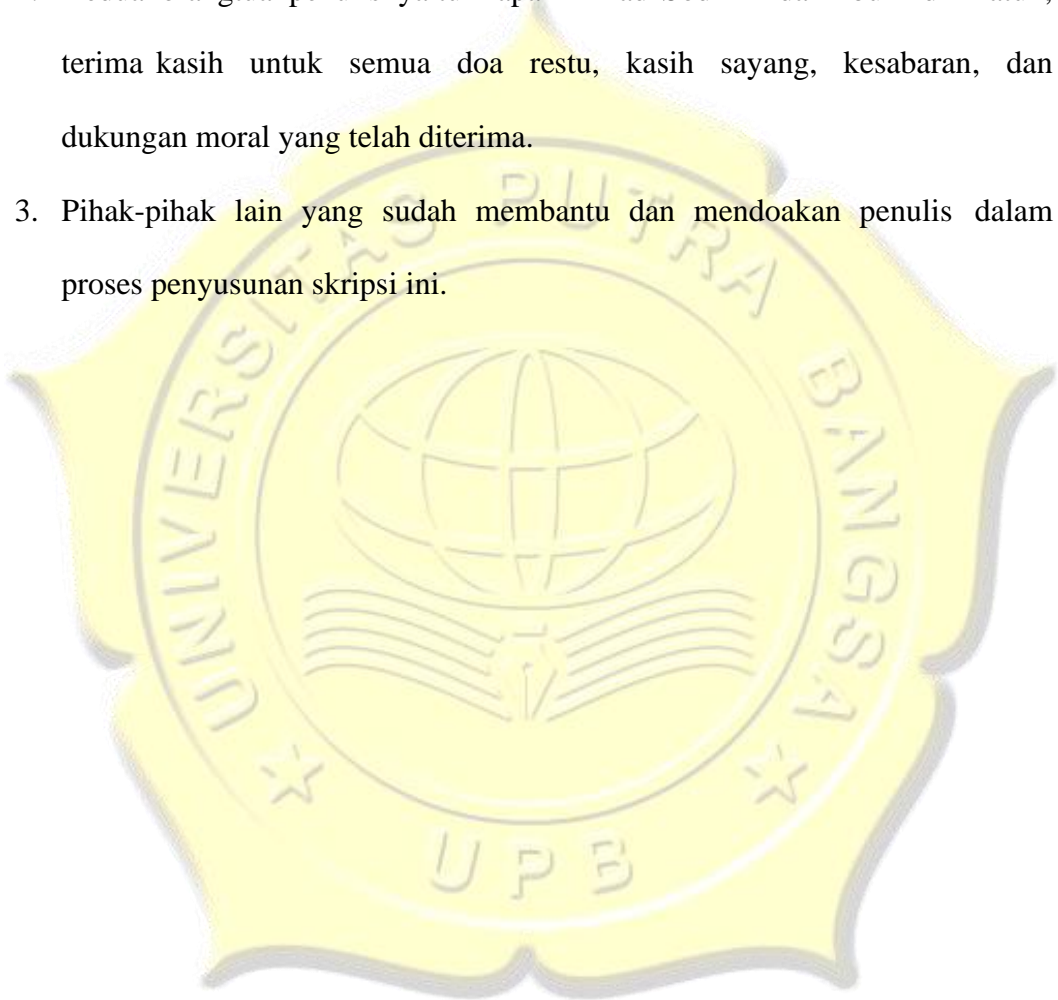 terima kasih untuk semua doa restu, kasih sayang, kesabaran, dan
dukungan moral yang telah diterima.
3. Pihak-pihak lain yang sudah membantu dan mendoakan penulis dalam
proses penyusunan skripsi ini.
UNIVERSITAS PUTRA BANGSA
UPB